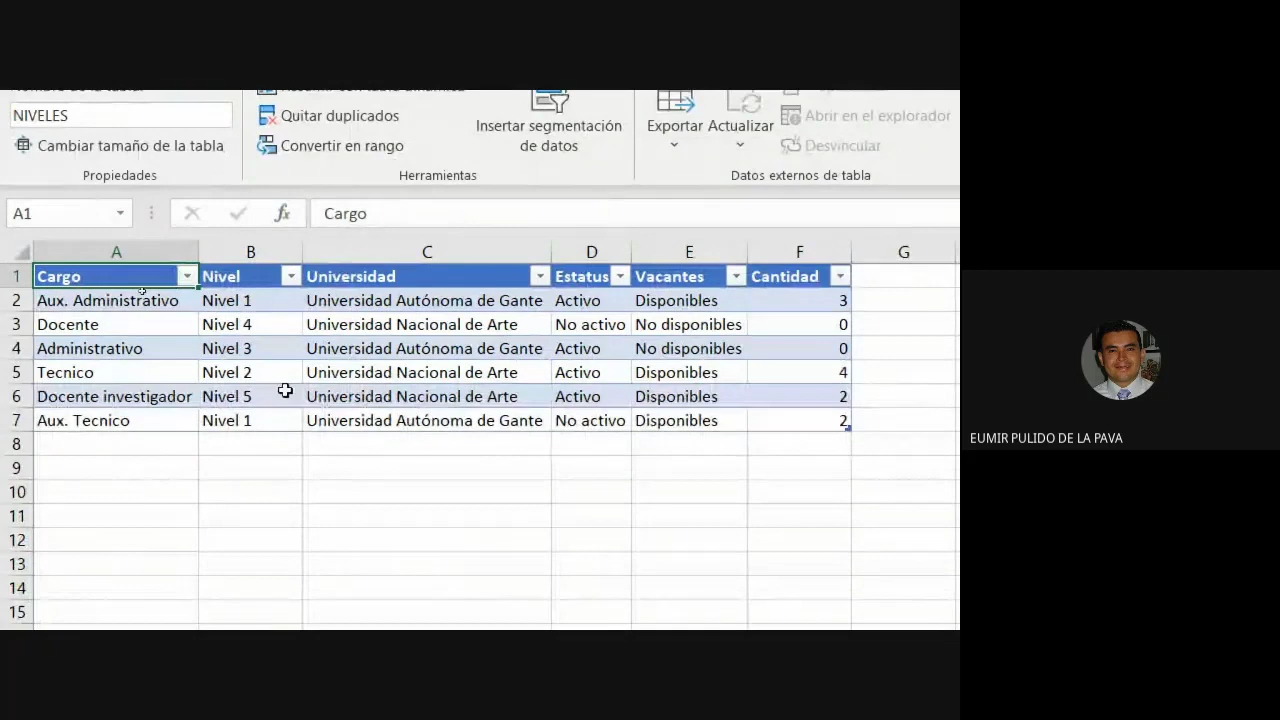 NIVELES
Cambiar tamaño de la tabla
Propiedades
Quitar duplicados
Convertir en rango
Herramientas
Insertar segmentación
de datos
Exportar
Actualizar
Abrir en el explorador
Desvincular
Datos externos de tabla
A1
fx
Cargo
A B C D E F G
1 Cargo Nivel Universidad Estatus Vacantes Cantidad
2 Aux. Administrativo Nivel 1 Universidad Autónoma de Gante Activo Disponibles 3
3 Docente Nivel 4 Universidad Nacional de Arte No activo No disponibles 0
4 Administrativo Nivel 3 Universidad Autónoma de Gante Activo No disponibles 0
5 Tecnico Nivel 2 Universidad Nacional de Arte Activo Disponibles 4
6 Docente investigador Nivel 5 Universidad Nacional de Arte Activo Disponibles 2
7 Aux. Tecnico Nivel 1 Universidad Autónoma de Gante No activo Disponibles 2
8
9
10
11
12
13
14
15
EUMIR PULIDO DE LA PAVA